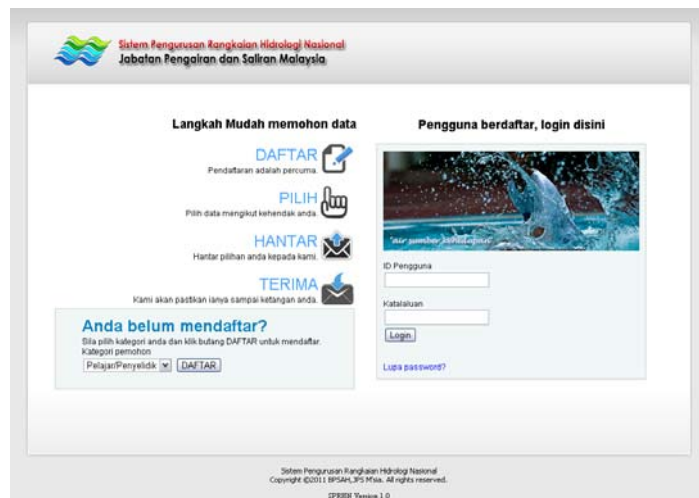 Sistem Pengurusan Rangkaian Hidrologi Nasional
Jabatan Pengairan dan Saliran Malaysia
Langkah Mudah memohon data
DAFTAR
Pendaftaran adalah percuma.
PILIH
Pilih data mengikut kehendak anda.
HANTAR
Hantar pilihan anda kepada kami.
TERIMA
Kami akan pastikan ianya sampai ketangan anda.
Anda belum mendaftar?
Sila pilih kategori anda dan klik butang DAFTAR untuk mendaftar.
Kategori pemohon
Pelajar/Penyelidik DAFTAR
Pengguna berdaftar, login disini
"air sumber kehidupan"
ID Pengguna
Katalaluan
Login
Lupa password?
Sistem Pengurusan Rangkaian Hidrologi Nasional
Copyright ©2011 BPSAH, JPS M'sia. All rights reserved.
SPRHN Version 1.0